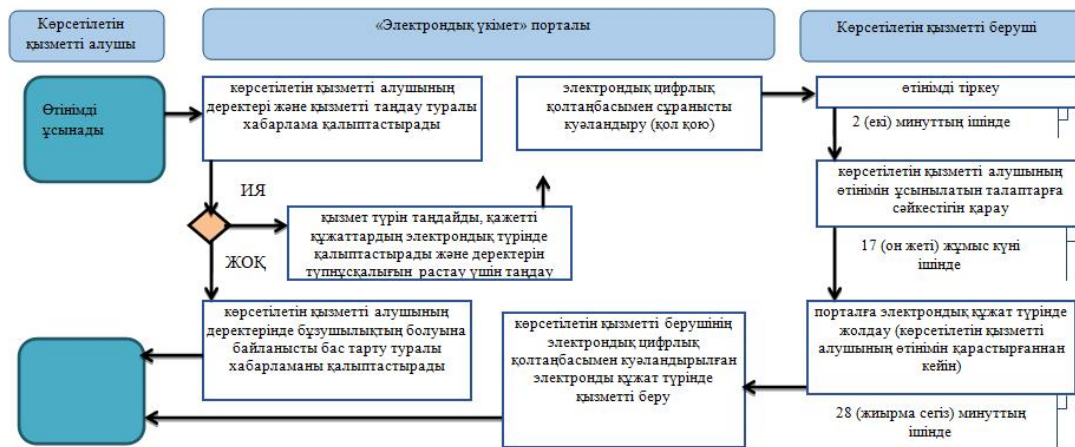 Көрсетілетін
қызметті алушы
«Электрондық үкімет» порталы
Көрсетілетін қызметті беруші
Өтінімді
ұсынады
көрсетілетін қызметті алушының
деректері және қызметті таңдау туралы
хабарлама қалыптастырады
электрондық цифрлық
қолтаңбасымен сұранысты
куәландыру (қол қою)
өтінімді тіркеу
2 (екі) минуттың ішінде
көрсетілетін қызметті алушының
өтінімін ұсынылатын талаптарға
сәйкестігін қарау
17 (он жеті) жұмыс күні
ішінде
ИЯ
ЖОҚ
қызмет түрін таңдайды, қажетті
құжаттардың электрондық түрінде
қалыптастырады және деректерін
түпнұсқалығын растау үшін таңдау
көрсетілетін қызметті алушының
деректерінде бұзушылықтың болуына
байланысты бас тарту туралы
хабарламаны қалыптастырады
көрсетілетін қызметті берушінің
электрондық цифрлық
қолтаңбасымен куәландырылған
электронды құжат түрінде
қызметті беру
порталға электрондық құжат түрінде
жолдау (көрсетілетін қызметті
алушының өтінімін қарастырғаннан
кейін)
28 (жиырма сегіз) минуттың
ішінде